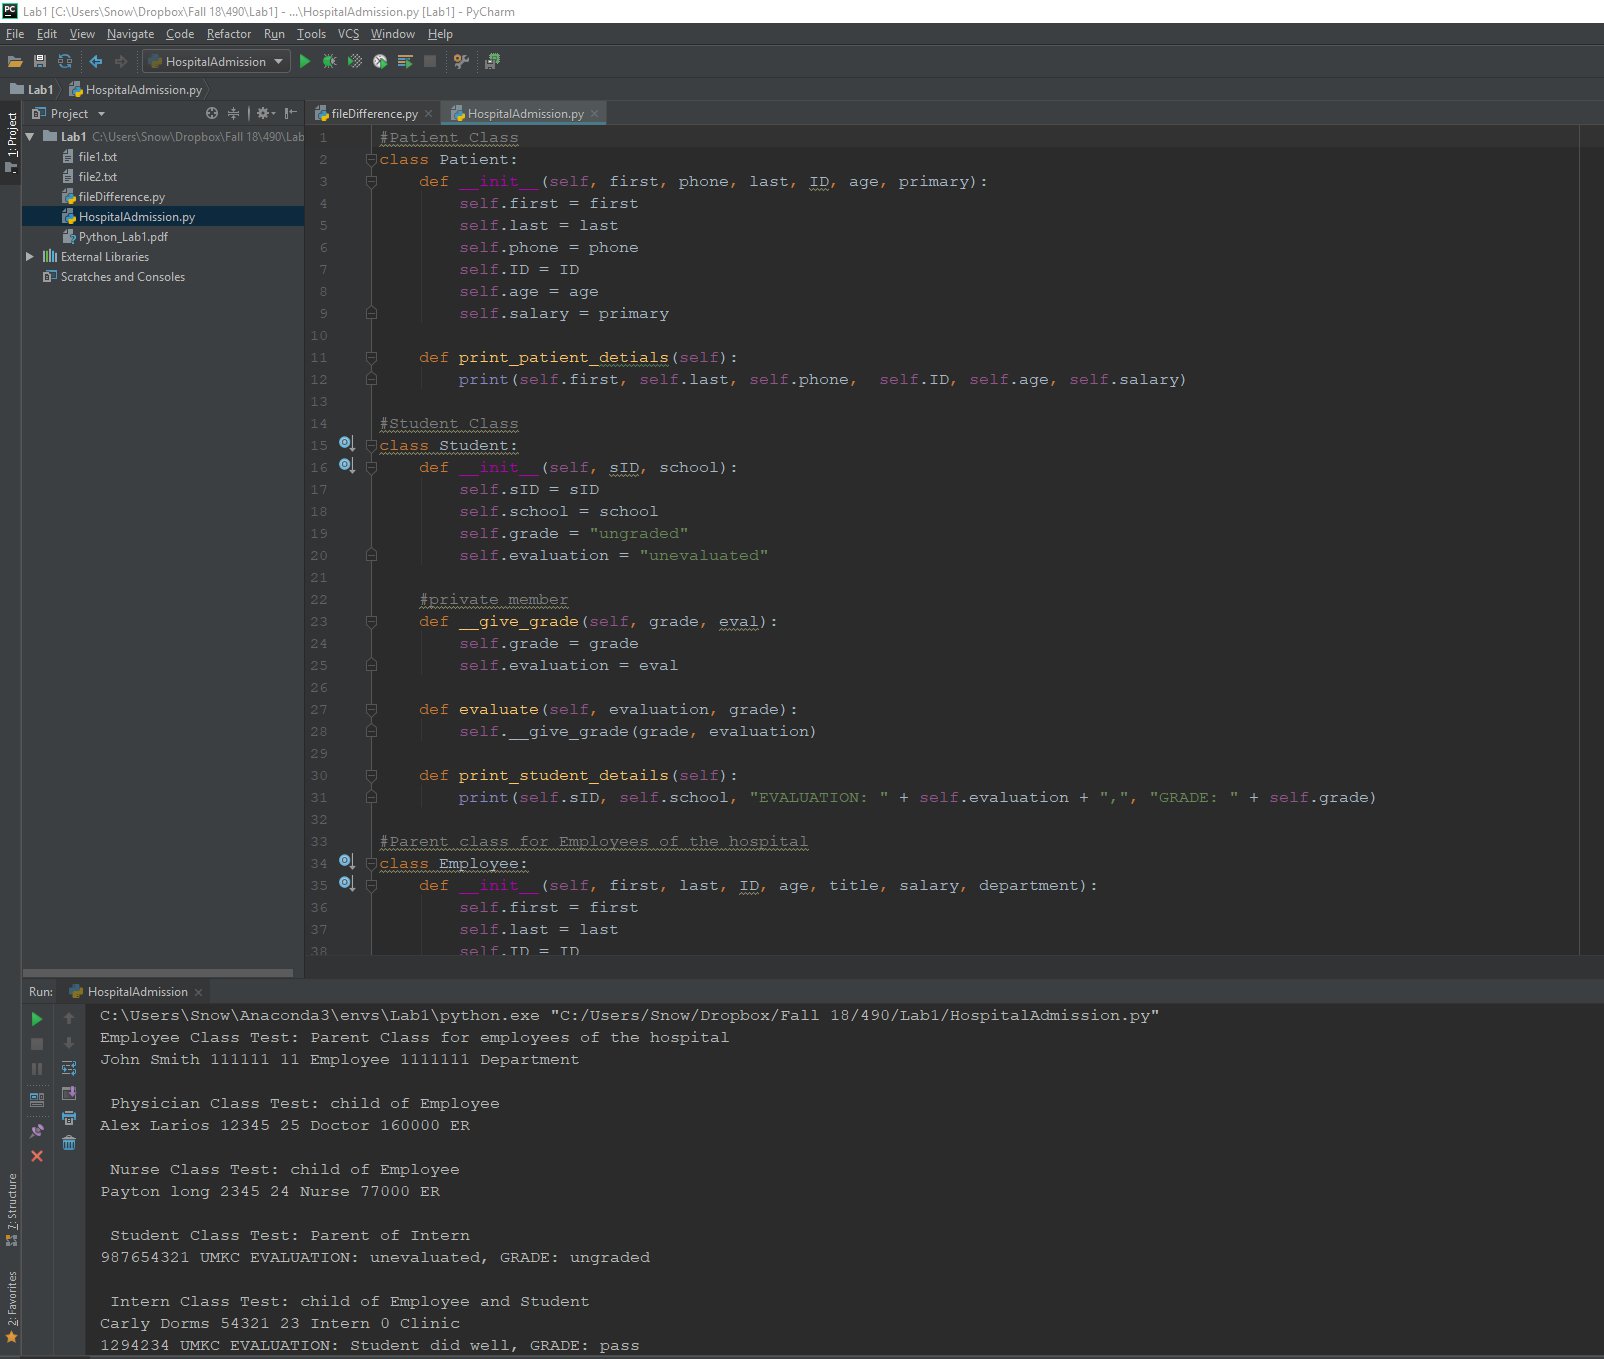 Lab1 [C:\Users\Snow\Dropbox\Fall 18\490\Lab1] - ...\HospitalAdmission.py [Lab1] - PyCharm
File Edit View Navigate Code Refactor Run Tools VCS Window Help
HospitalAdmission
Lab1 HospitalAdmission.py
1: Project
Project
Lab1 C:\Users\Snow\Dropbox\Fall 18\490\Lab
file1.txt
file2.txt
fileDifference.py
HospitalAdmission.py
Python_Lab1.pdf
External Libraries
Scratches and Consoles
fileDifference.py HospitalAdmission.py
1 #Patient Class
2 class Patient:
3     def __init__(self, first, phone, last, ID, age, primary):
4         self.first = first
5         self.last = last
6         self.phone = phone
7         self.ID = ID
8         self.age = age
9         self.salary = primary
10
11     def print_patient_detials(self):
12         print(self.first, self.last, self.phone,  self.ID, self.age, self.salary)
13
14 #Student Class
15 class Student:
16     def __init__(self, sID, school):
17         self.sID = sID
18         self.school = school
19         self.grade = "ungraded"
20         self.evaluation = "unevaluated"
21
22     #private member
23     def __give_grade(self, grade, eval):
24         self.grade = grade
25         self.evaluation = eval
26
27     def evaluate(self, evaluation, grade):
28         self.__give_grade(grade, evaluation)
29
30     def print_student_details(self):
31         print(self.sID, self.school, "EVALUATION: " + self.evaluation + ",", "GRADE: " + self.grade)
32
33 #Parent class for Employees of the hospital
34 class Employee:
35     def __init__(self, first, last, ID, age, title, salary, department):
36         self.first = first
37         self.last = last
38         self.ID = ID
Run: HospitalAdmission
C:\Users\Snow\Anaconda3\envs\Lab1\python.exe "C:/Users/Snow/Dropbox/Fall 18/490/Lab1/HospitalAdmission.py"
Employee Class Test: Parent Class for employees of the hospital
John Smith 111111 11 Employee 1111111 Department
Physician Class Test: child of Employee
Alex Larios 12345 25 Doctor 160000 ER
Nurse Class Test: child of Employee
Payton long 2345 24 Nurse 77000 ER
Student Class Test: Parent of Intern
987654321 UMKC EVALUATION: unevaluated, GRADE: ungraded
Intern Class Test: child of Employee and Student
Carly Dorms 54321 23 Intern 0 Clinic
1294234 UMKC EVALUATION: Student did well, GRADE: pass
7: Structure
2: Favorites